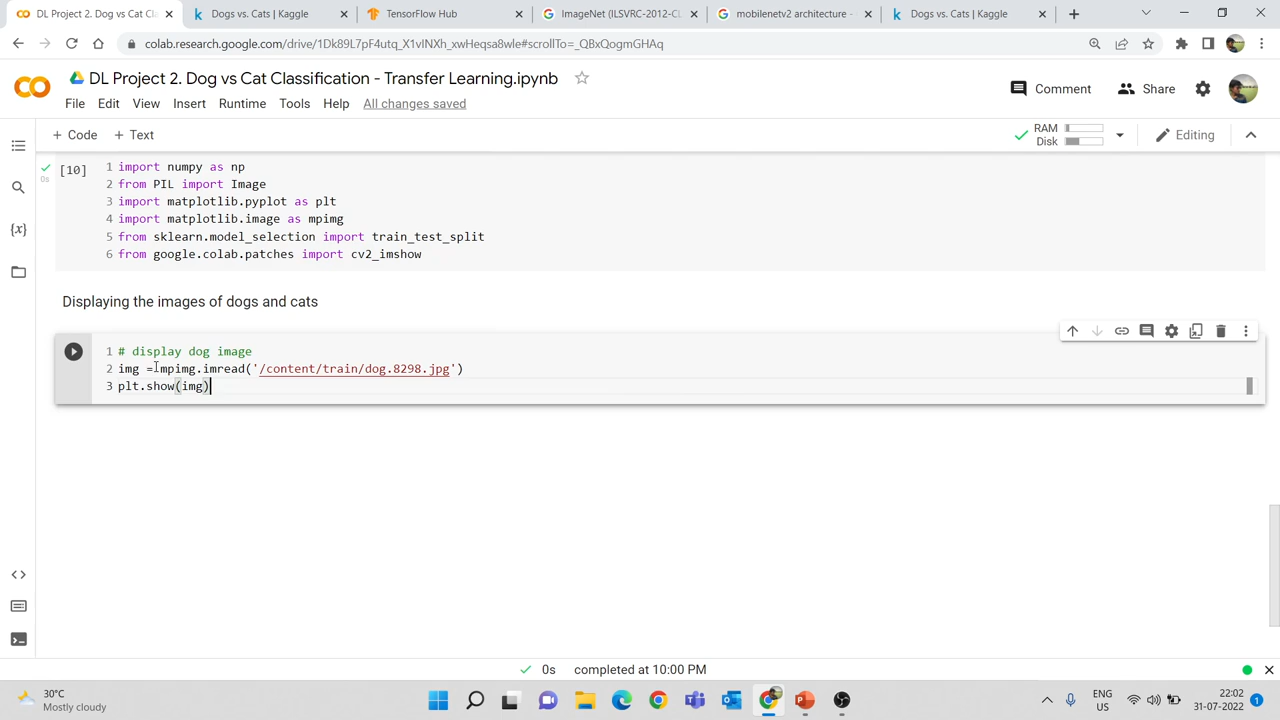 DL Project 2. Dog vs Cat Cl
Dogs vs. Cats | Kaggle
TensorFlow Hub
ImageNet (ILSVRC-2012-CL
mobilenetv2 architecture -
Dogs vs. Cats | Kaggle
colab.research.google.com/drive/1Dk89L7pF4utq_X1vINXh_xwHeqsa8wle#scrollTo=_QBxQogmGHAq
DL Project 2. Dog vs Cat Classification - Transfer Learning.ipynb
Comment
Share
File Edit View Insert Runtime Tools Help All changes saved
+ Code + Text
RAM
Disk
Editing
[10]
0s
1 import numpy as np
2 from PIL import Image
3 import matplotlib.pyplot as plt
4 import matplotlib.image as mpimg
5 from sklearn.model_selection import train_test_split
6 from google.colab.patches import cv2_imshow
{x}
Displaying the images of dogs and cats
1 # display dog image
2 img =mpimg.imread('/content/train/dog.8298.jpg')
3 plt.show(img)
0s completed at 10:00 PM
30°C
Mostly cloudy
ENG
US
22:02
31-07-2022
1